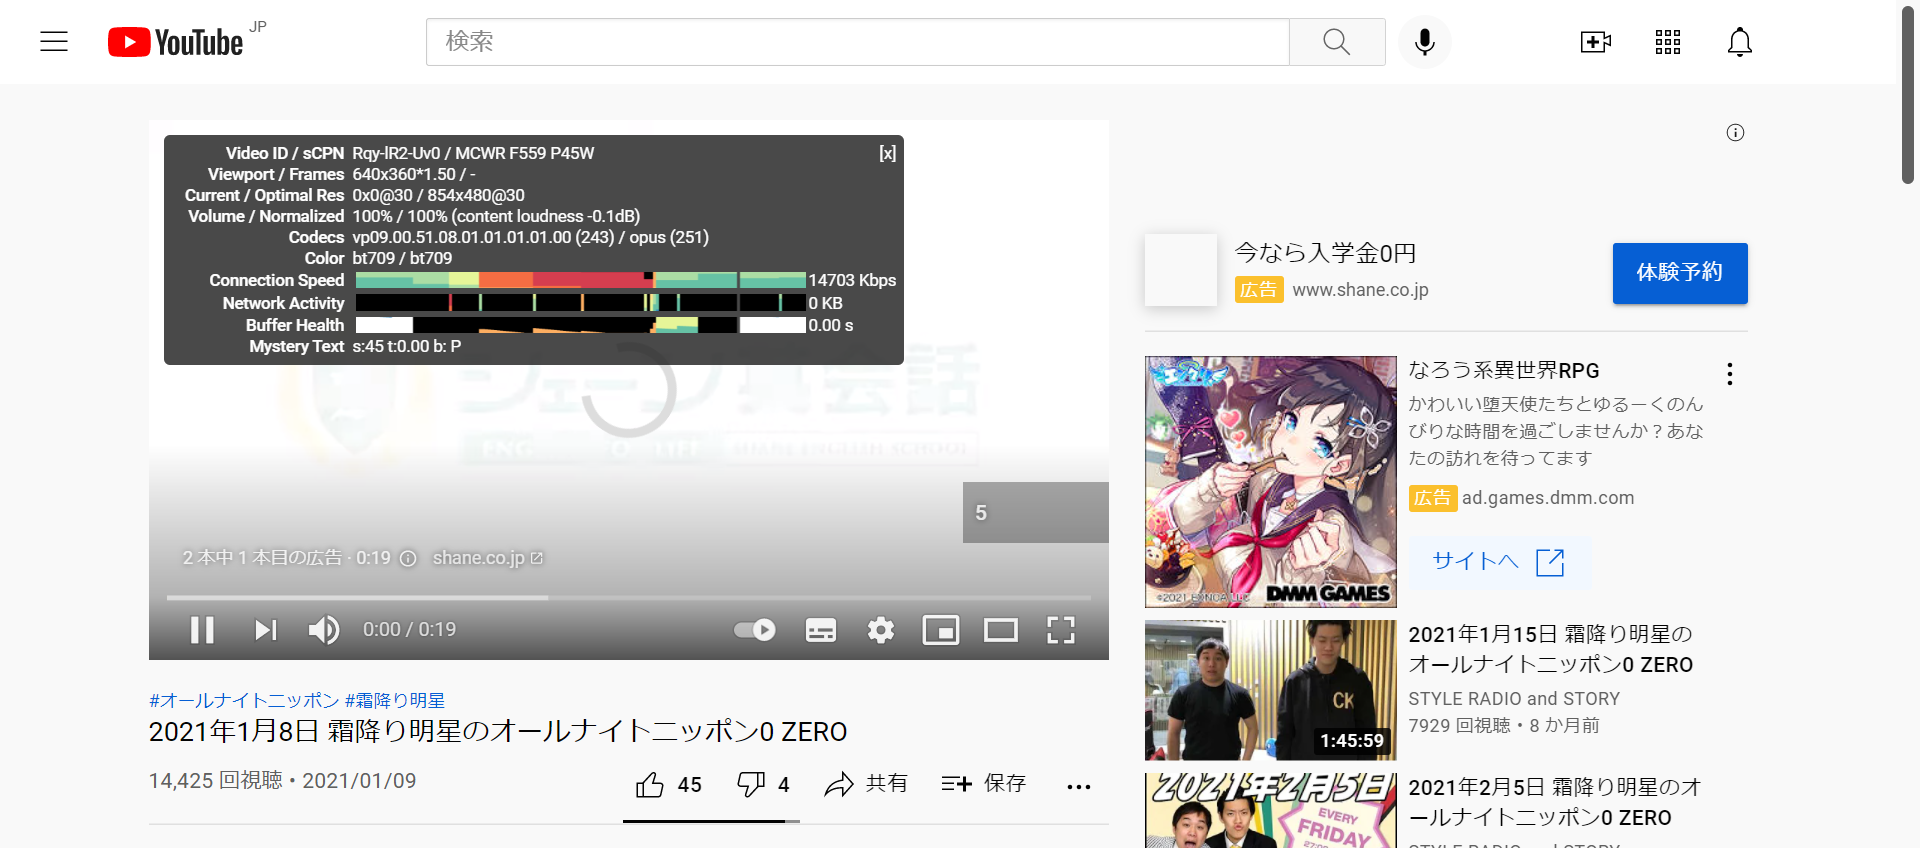 YouTube JP
検索
Video ID / sCPN Rqy-lR2-Uv0 / MCWR F559 P45W [x]
Viewport / Frames 640x360*1.50 / -
Current / Optimal Res 0x0@30 / 854x480@30
Volume / Normalized 100% / 100% (content loudness -0.1dB)
Codecs vp09.00.51.08.01.01.01.01.00 (243) / opus (251)
Color bt709 / bt709
Connection Speed 14703 Kbps
Network Activity 0 KB
Buffer Health 0.00 s
Mystery Text s:45 t:0.00 b: P
シェーン英会話
SHANE ENGLISH SCHOOL
5
2 本中 1 本目の広告 · 0:19 shane.co.jp
0:00 / 0:19
#オールナイトニッポン #霜降り明星
2021年1月8日 霜降り明星のオールナイトニッポン0 ZERO
14,425 回視聴・2021/01/09
45 4 共有 保存
今なら入学金0円
広告 www.shane.co.jp
体験予約
なろう系異世界RPG
かわいい堕天使たちとゆるーくのん
びりな時間を過ごしませんか？あな
たの訪れを待ってます
広告 ad.games.dmm.com
サイトへ
©2021 EXNOA LLC DMM GAMES
2021年1月15日 霜降り明星の
オールナイトニッポン0 ZERO
STYLE RADIO and STORY
7929 回視聴・8 か月前
CK
1:45:59
2021年2月5日 霜降り明星のオ
ールナイトニッポン0 ZERO
STYLE RADIO and STORY
2021年2月5日
EVERY
FRIDAY